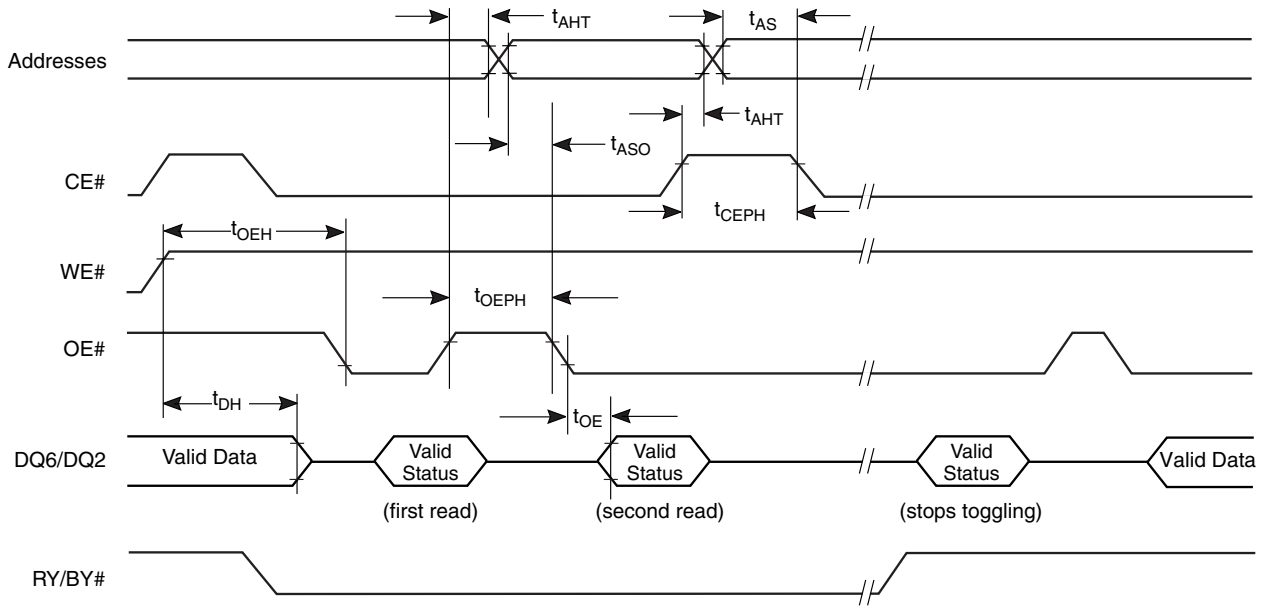 tAHT
tAS
Addresses
tAHT
tASO
CE#
tCEPH
tOEH
WE#
tOEPH
OE#
tDH
tOE
DQ6/DQ2
Valid Data
Valid
Status
Valid
Status
Valid
Status
Valid Data
(first read)
(second read)
(stops toggling)
RY/BY#